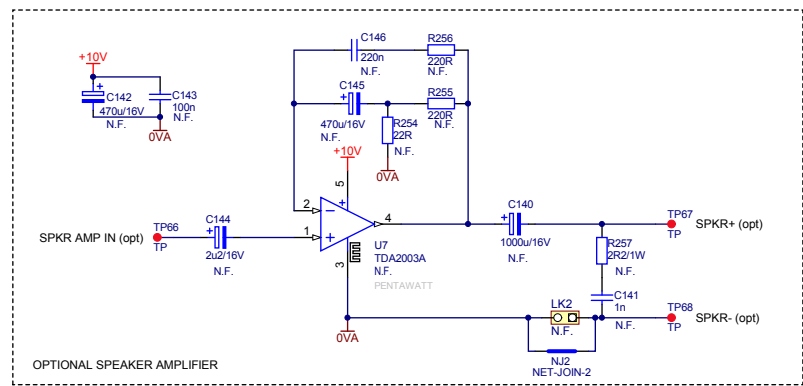 +10V
C142
470u/16V
N.F.
C143
100n
N.F.
0VA
C146
220n
N.F.
R256
220R
N.F.
C145
470u/16V
N.F.
R255
220R
N.F.
R254
22R
N.F.
0VA
+10V
5
2
4
1
3
SPKR AMP IN (opt)
TP66
TP
C144
2u2/16V
N.F.
U7
TDA2003A
N.F.
PENTAWATT
C140
1000u/16V
N.F.
TP67
TP
SPKR+ (opt)
R257
2R2/1W
N.F.
C141
1n
N.F.
LK2
N.F.
TP68
TP
SPKR- (opt)
0VA
NJ2
NET-JOIN-2
OPTIONAL SPEAKER AMPLIFIER